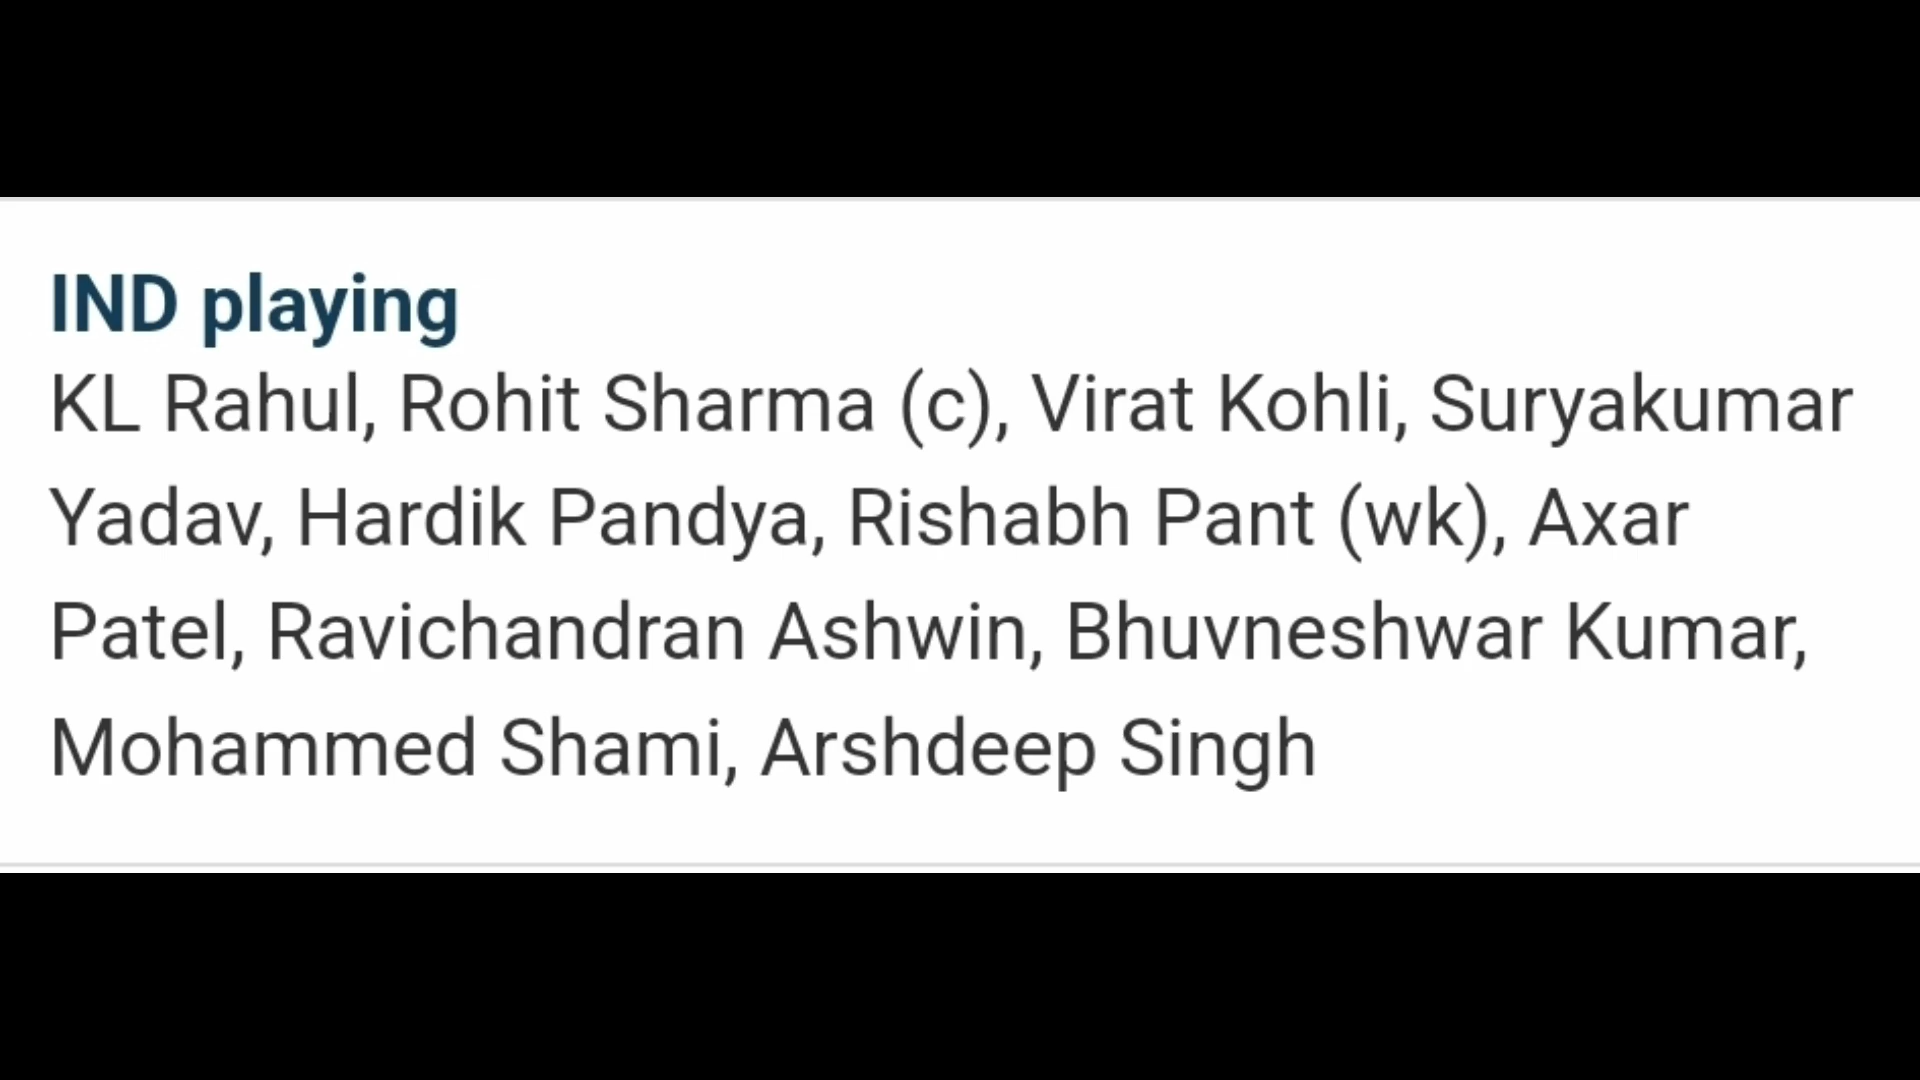 IND playing
KL Rahul, Rohit Sharma (c), Virat Kohli, Suryakumar
Yadav, Hardik Pandya, Rishabh Pant (wk), Axar
Patel, Ravichandran Ashwin, Bhuvneshwar Kumar,
Mohammed Shami, Arshdeep Singh